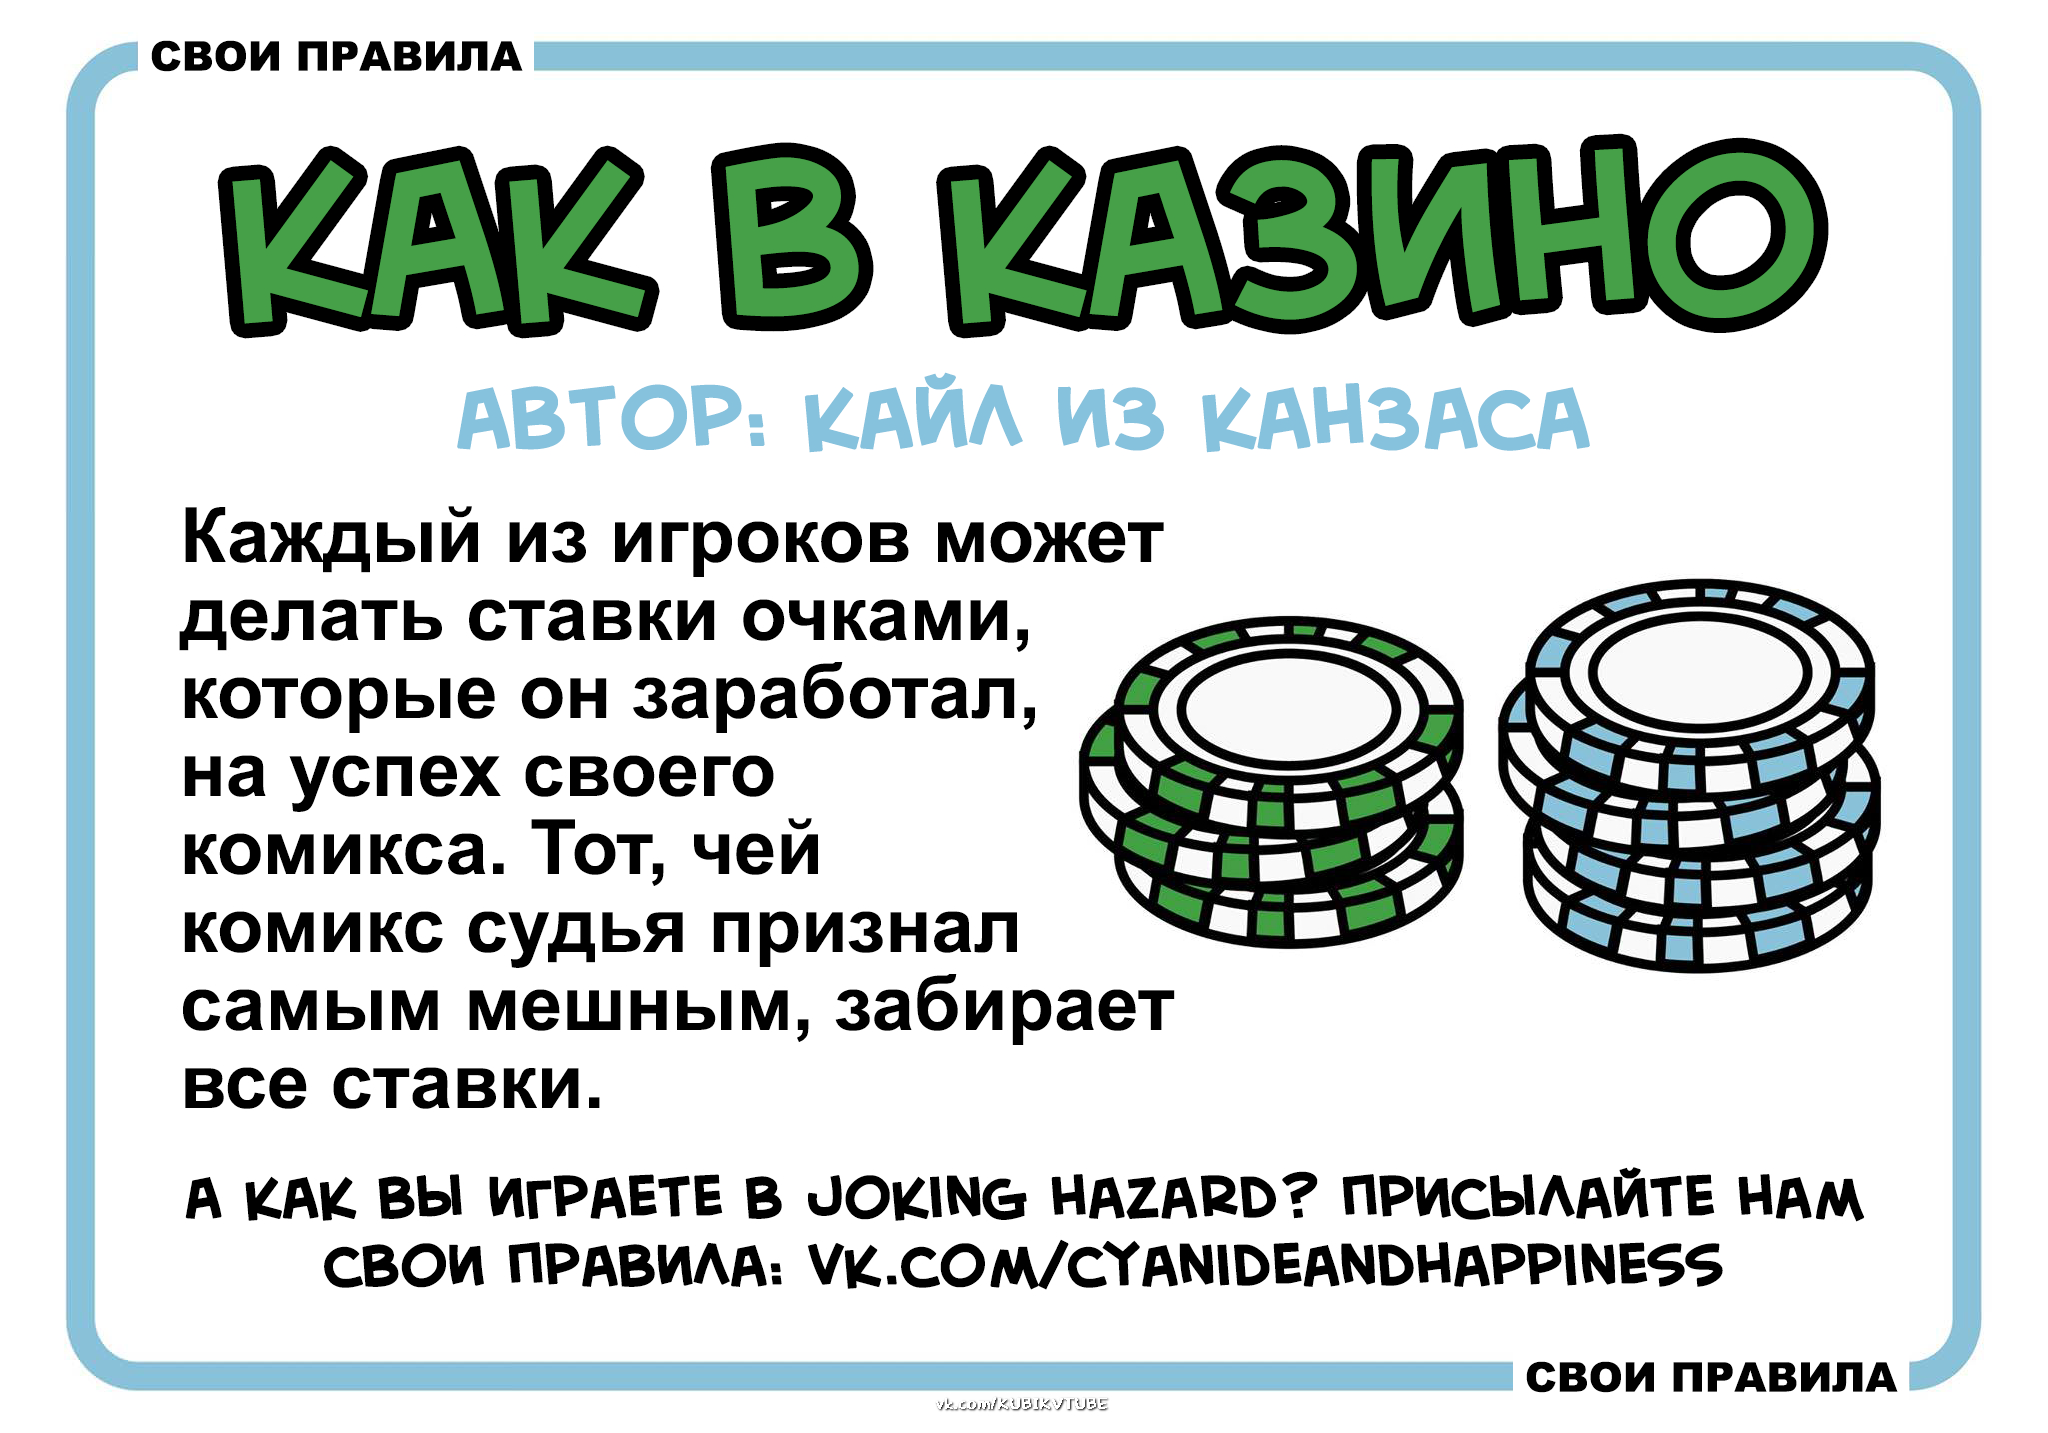 СВОИ ПРАВИЛА
КАК В КАЗИНО
АВТОР: КАЙЛ ИЗ КАНЗАСА
Каждый из игроков может
делать ставки очками,
которые он заработал,
на успех своего
комикса. Тот, чей
комикс судья признал
самым мешным, забирает
все ставки.
А КАК ВЫ ИГРАЕТЕ В JOKING HAZARD? ПРИСЫЛАЙТЕ НАМ
СВОИ ПРАВИЛА: VK.COM/CYANIDEANDHAPPINESS
СВОИ ПРАВИЛА
vk.com/KUBIKVTUBE